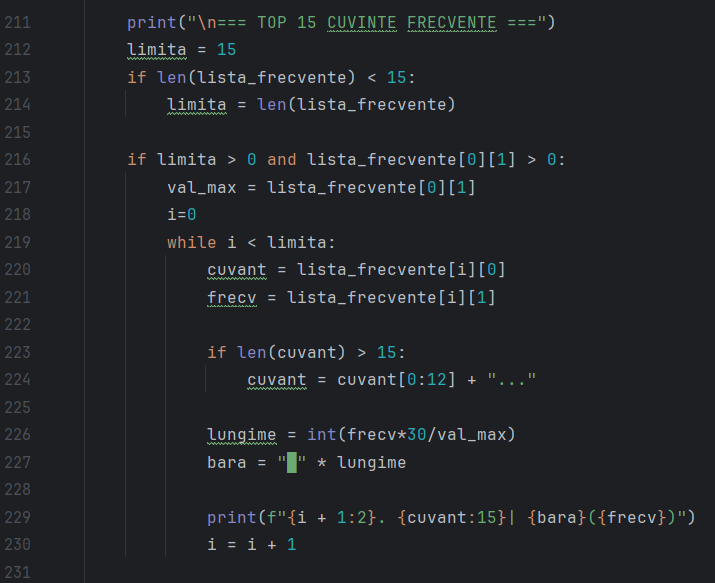 211 print("\n=== TOP 15 CUVINTE FRECVENTE ===")
212 limita = 15
213 if len(lista_frecvente) < 15:
214     limita = len(lista_frecvente)
215
216 if limita > 0 and lista_frecvente[0][1] > 0:
217     val_max = lista_frecvente[0][1]
218     i=0
219     while i < limita:
220         cuvant = lista_frecvente[i][0]
221         frecv = lista_frecvente[i][1]
222
223         if len(cuvant) > 15:
224             cuvant = cuvant[0:12] + "..."
225
226         lungime = int(frecv*30/val_max)
227         bara = "█" * lungime
228
229         print(f"{i + 1:2}. {cuvant:15}| {bara}({frecv})")
230         i = i + 1
231